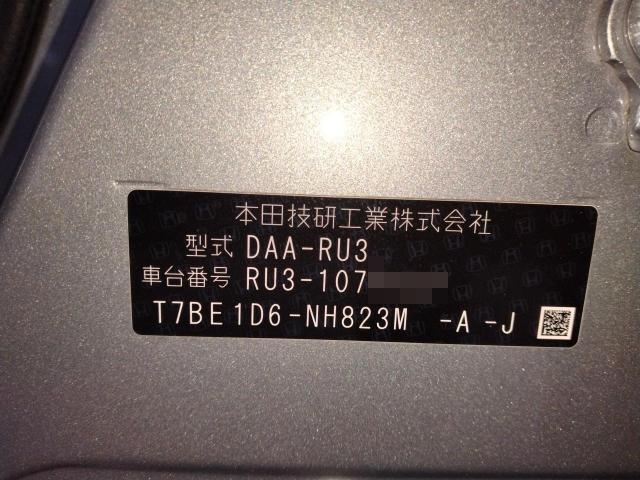 本田技研工業株式会社
型式 DAA-RU3
車台番号 RU3-107
T7BE1D6-NH823M -A -J